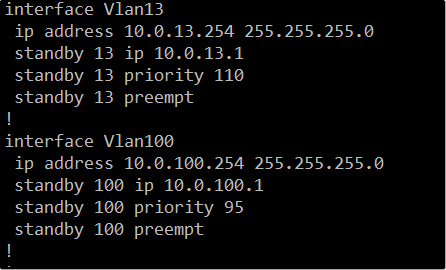 interface Vlan13
 ip address 10.0.13.254 255.255.255.0
 standby 13 ip 10.0.13.1
 standby 13 priority 110
 standby 13 preempt
!
interface Vlan100
 ip address 10.0.100.254 255.255.255.0
 standby 100 ip 10.0.100.1
 standby 100 priority 95
 standby 100 preempt
!